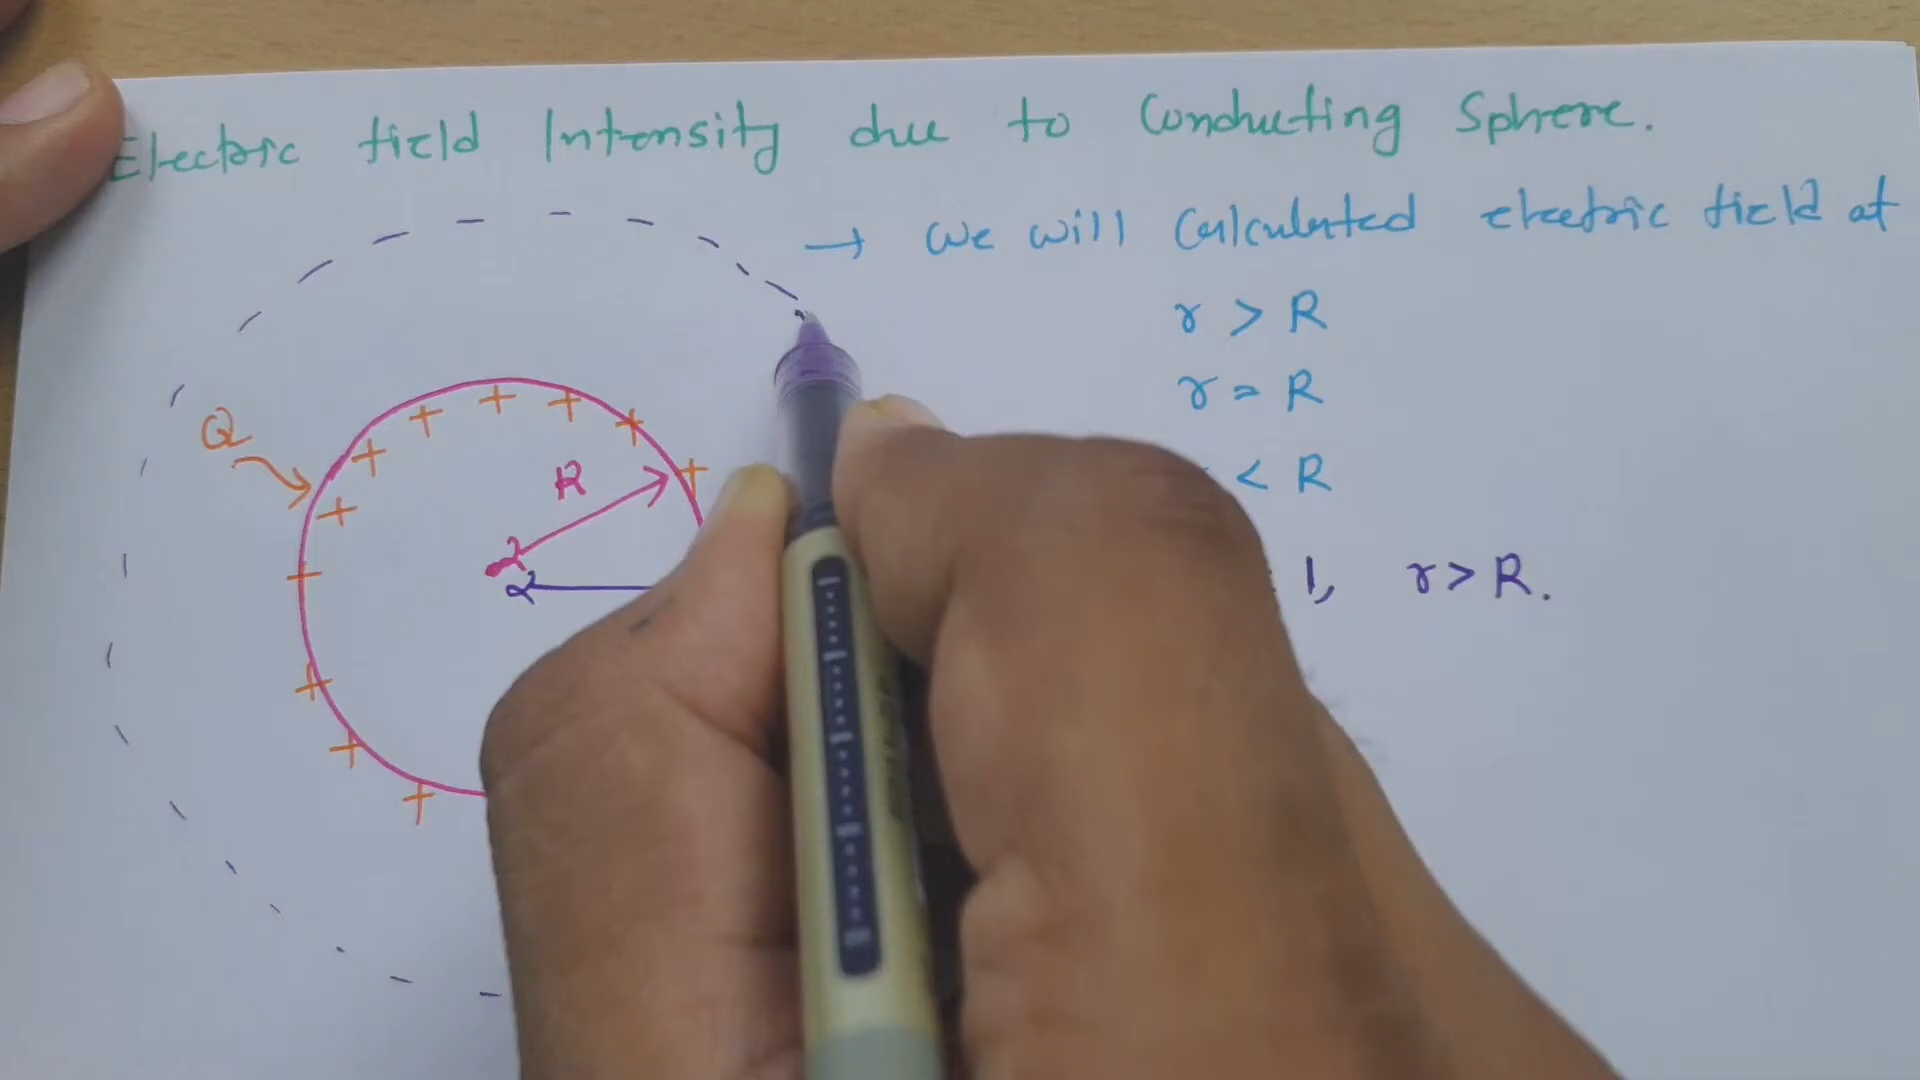 Electric field Intensity due to Conducting Sphere.
→ We will Calculated electric field at
r > R
r = R
< R
1, r > R.
Q
R